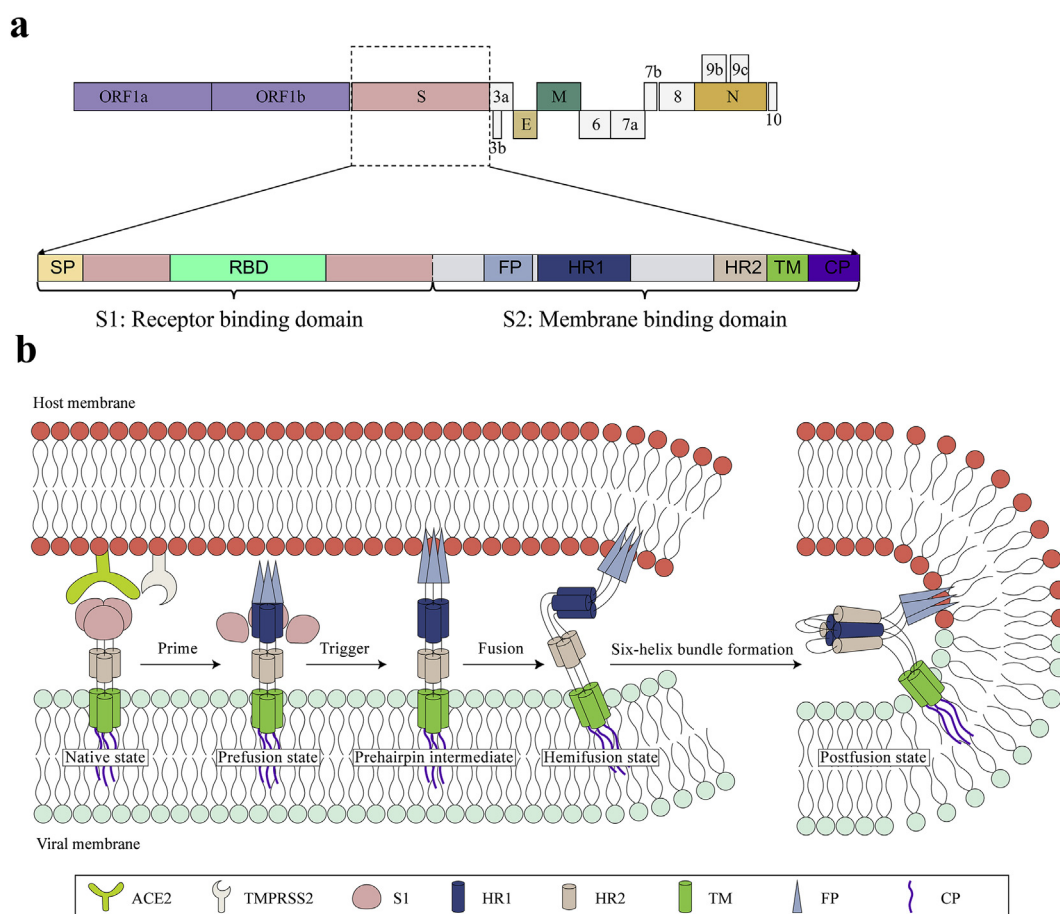 a
7b
9b
9c
ORF1a
ORF1b
S
3a
M
8
N
3b
E
6
7a
10
SP
RBD
FP
HR1
HR2
TM
CP
S1: Receptor binding domain
S2: Membrane binding domain
b
Host membrane
Prime
Trigger
Fusion
Six-helix bundle formation
Native state
Prefusion state
Prehairpin intermediate
Hemifusion state
Postfusion state
Viral membrane
ACE2
TMPRSS2
S1
HR1
HR2
TM
FP
CP